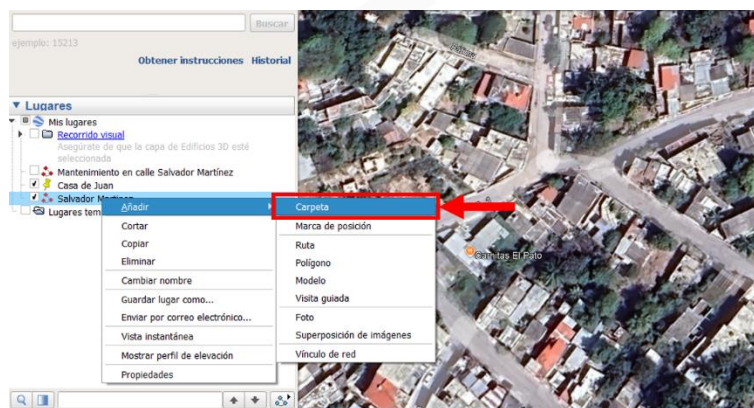 Buscar
ejemplo: 15213
Obtener instrucciones Historial
Lugares
Mis lugares
Recorrido visual
Asegúrate de que la capa de Edificios 3D esté
seleccionada
Mantenimiento en calle Salvador Martínez
Casa de Juan
Salvador Martínez
Lugares tem
Añadir
Cortar
Copiar
Eliminar
Cambiar nombre
Guardar lugar como...
Enviar por correo electrónico...
Vista instantánea
Mostrar perfil de elevación
Propiedades
Carpeta
Marca de posición
Ruta
Polígono
Modelo
Visita guiada
Foto
Superposición de imágenes
Vínculo de red
Carnitas El Pato